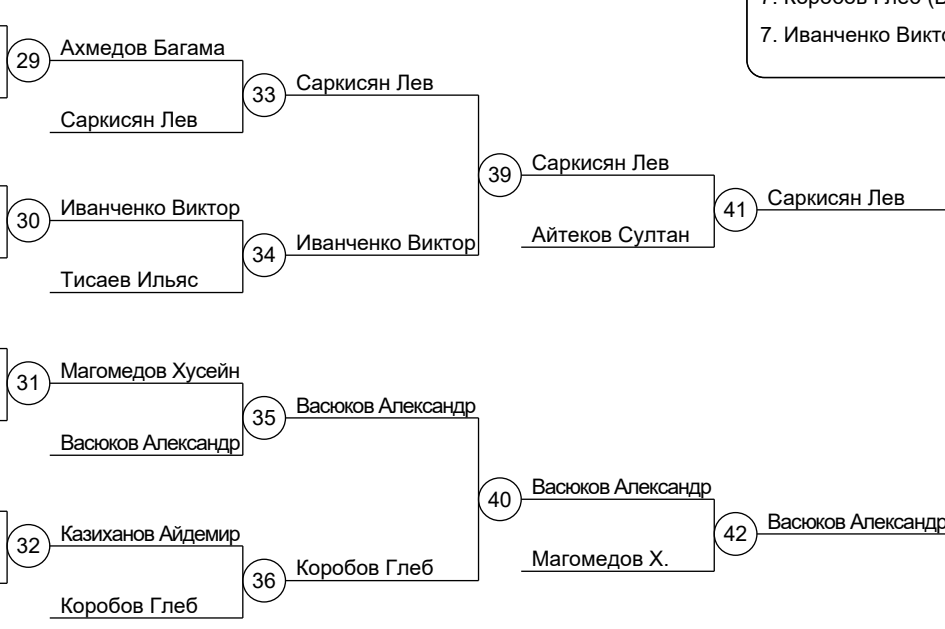 7. Коробов Глеб
7. Иванченко
29 Ахмедов Багама
33 Саркисян Лев
Саркисян Лев
39 Саркисян Лев
41 Саркисян Лев
30 Иванченко Виктор
Айтеков Султан
34 Иванченко Виктор
Тисаев Ильяс
31 Магомедов Хусейн
35 Васюков Александр
Васюков Александр
40 Васюков Александр
42 Васюков Александр
32 Казиханов Айдемир
Магомедов Х.
36 Коробов Глеб
Коробов Глеб